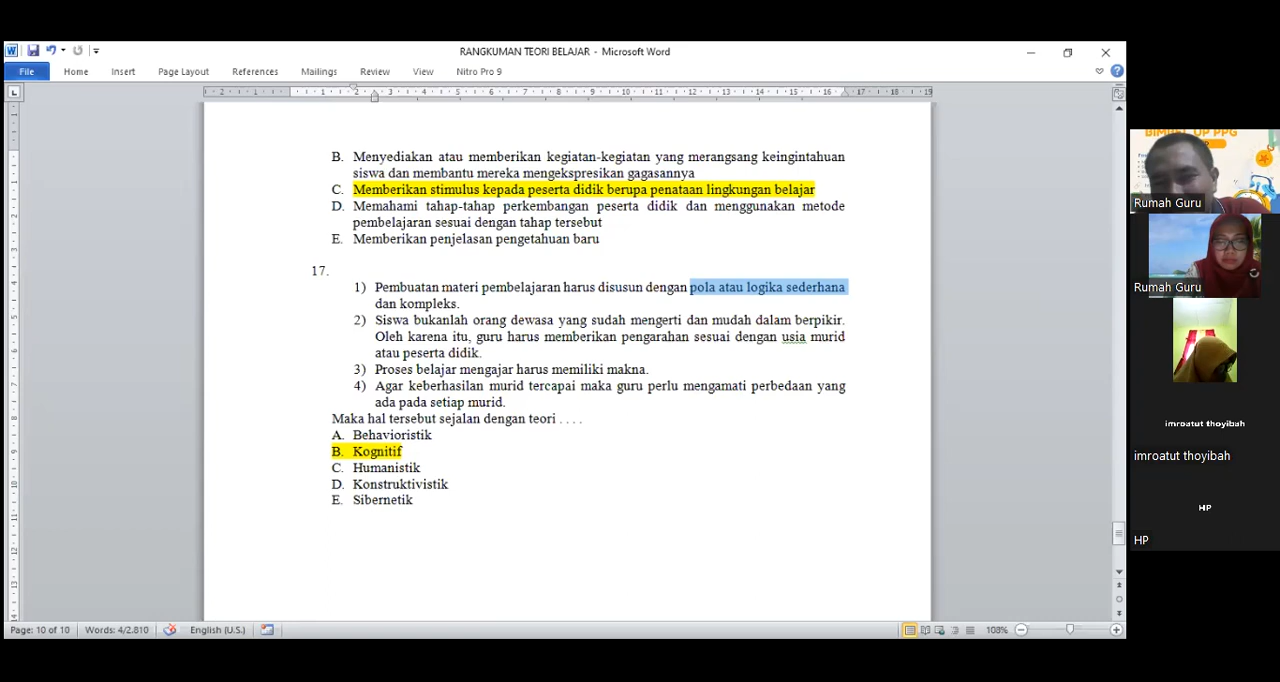 RANGKUMAN TEORI BELAJAR - Microsoft Word
File Home Insert Page Layout References Mailings Review View Nitro Pro 9
B. Menyediakan atau memberikan kegiatan-kegiatan yang merangsang keingintahuan
siswa dan membantu mereka mengekspresikan gagasannya
C. Memberikan stimulus kepada peserta didik berupa penataan lingkungan belajar
D. Memahami tahap-tahap perkembangan peserta didik dan menggunakan metode
pembelajaran sesuai dengan tahap tersebut
E. Memberikan penjelasan pengetahuan baru
17.
1) Pembuatan materi pembelajaran harus disusun dengan pola atau logika sederhana
dan kompleks.
2) Siswa bukanlah orang dewasa yang sudah mengerti dan mudah dalam berpikir.
Oleh karena itu, guru harus memberikan pengarahan sesuai dengan usia murid
atau peserta didik.
3) Proses belajar mengajar harus memiliki makna.
4) Agar keberhasilan murid tercapai maka guru perlu mengamati perbedaan yang
ada pada setiap murid.
Maka hal tersebut sejalan dengan teori . . . .
A. Behavioristik
B. Kognitif
C. Humanistik
D. Konstruktivistik
E. Sibernetik
Page: 10 of 10 Words: 4/2.810 English (U.S.) 108%
BIMBEL UP PPG
Rumah Guru
Rumah Guru
imroatut thoyibah
imroatut thoyibah
HP
HP